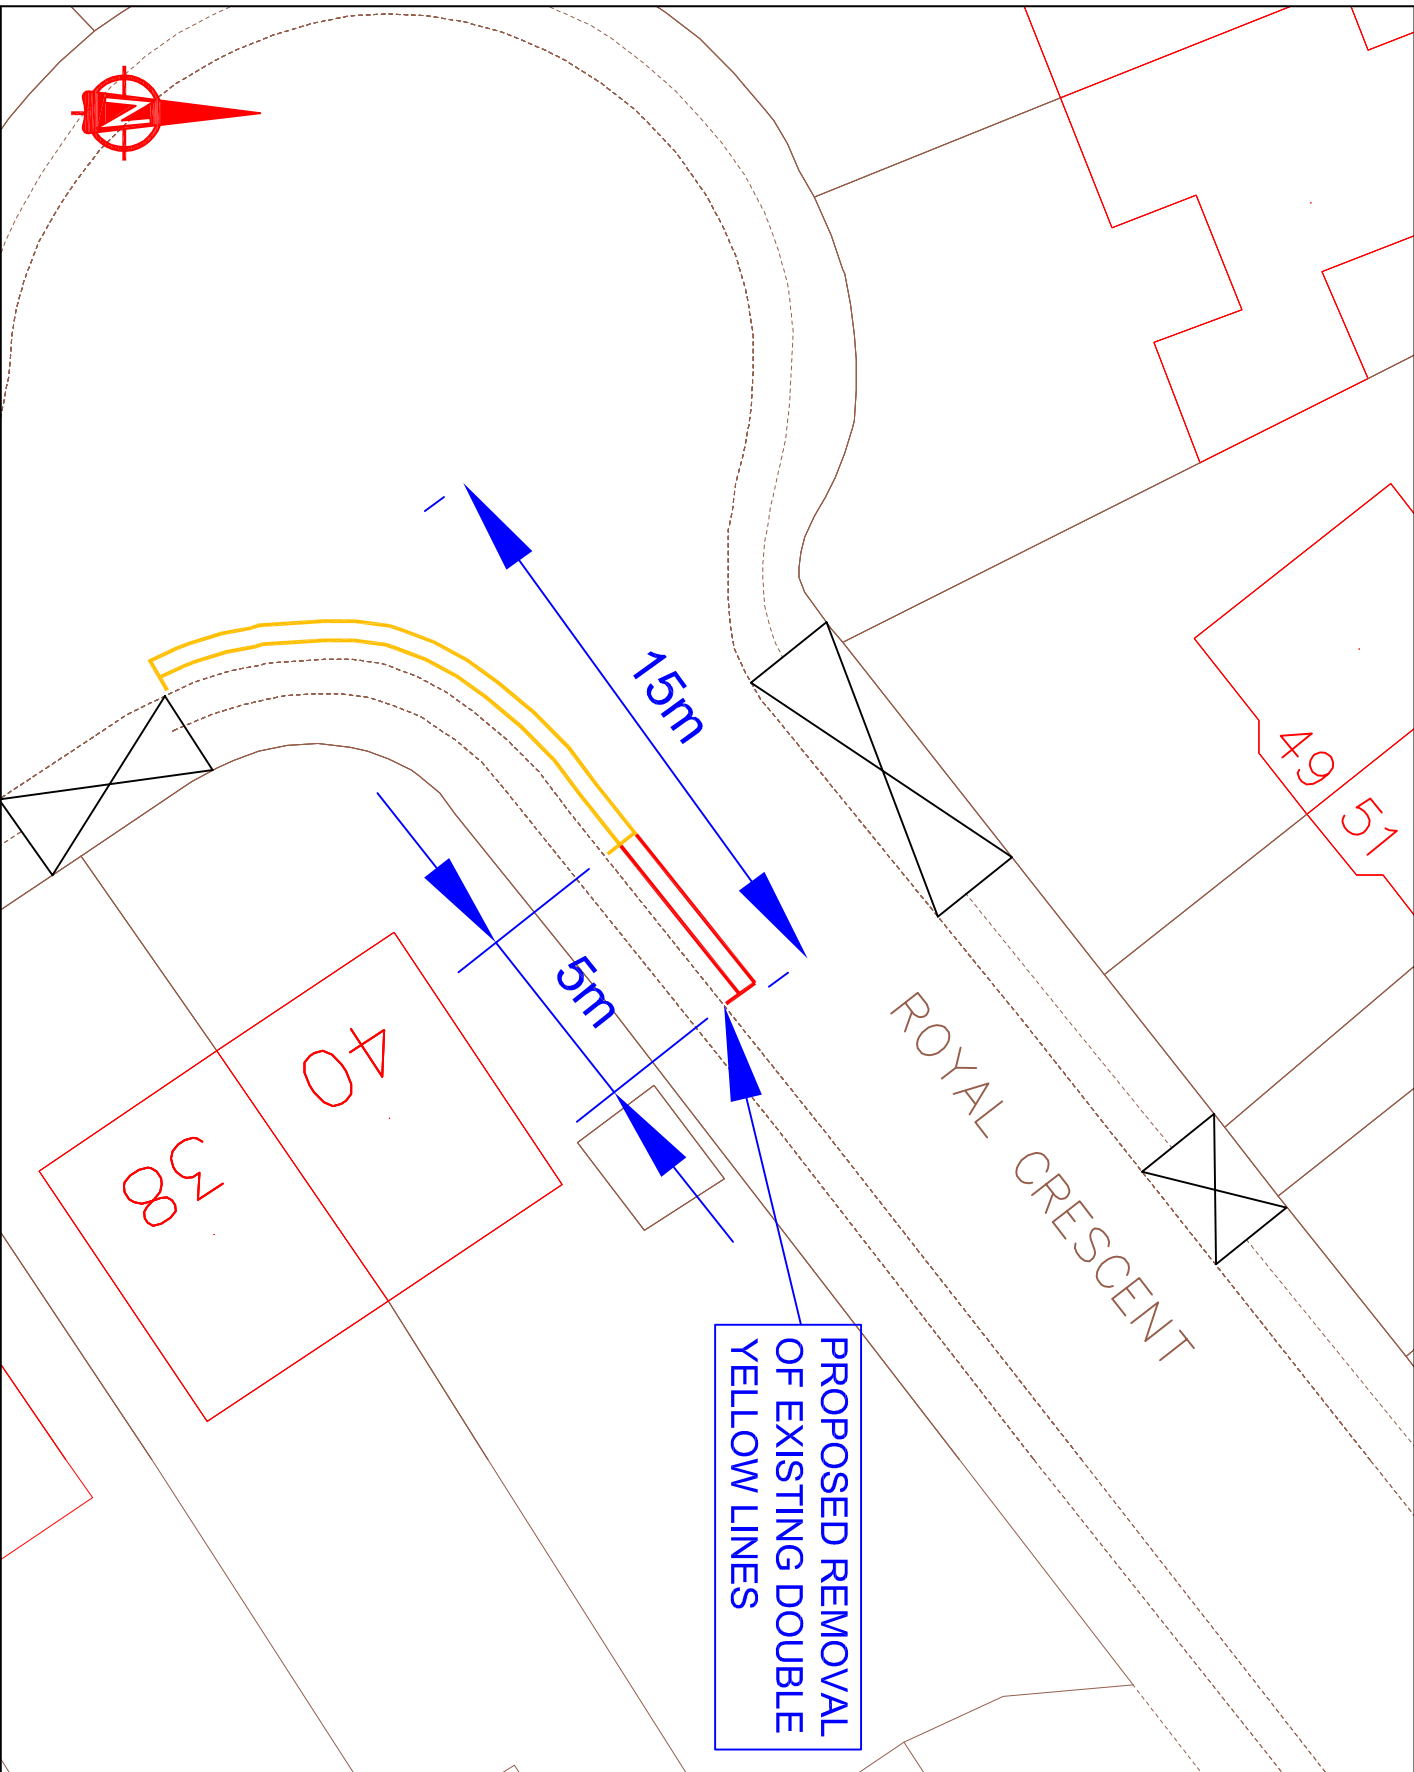 N
15m
5m
49
51
ROYAL CRESCENT
40
38
PROPOSED REMOVAL
OF EXISTING DOUBLE
YELLOW LINES